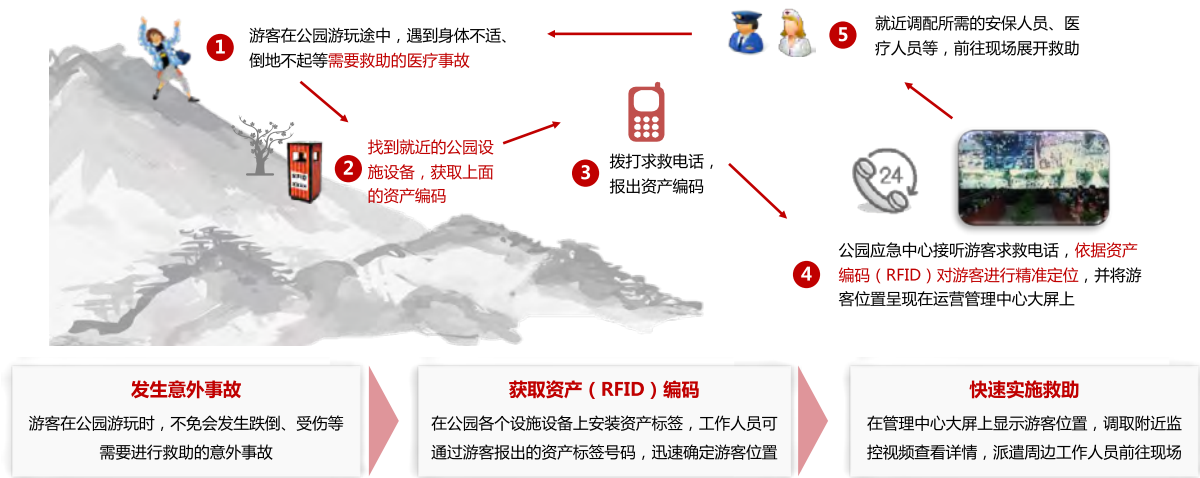 1
游客在公园游玩途中，遇到身体不适、
倒地不起等需要救助的医疗事故
2
找到就近的公园设
施设备，获取上面
的资产编码
RFID
3
拨打求救电话，
报出资产编码
24
4
公园应急中心接听游客求救电话，依据资产
编码（RFID）对游客进行精准定位，并将游
客位置呈现在运营管理中心大屏上
5
就近调配所需的安保人员、医
疗人员等，前往现场展开救助
发生意外事故
游客在公园游玩时，不免会发生跌倒、受伤等
需要进行救助的意外事故
获取资产（RFID）编码
在公园各个设施设备上安装资产标签，工作人员可
通过游客报出的资产标签号码，迅速确定游客位置
快速实施救助
在管理中心大屏上显示游客位置，调取附近监
控视频查看详情，派遣周边工作人员前往现场